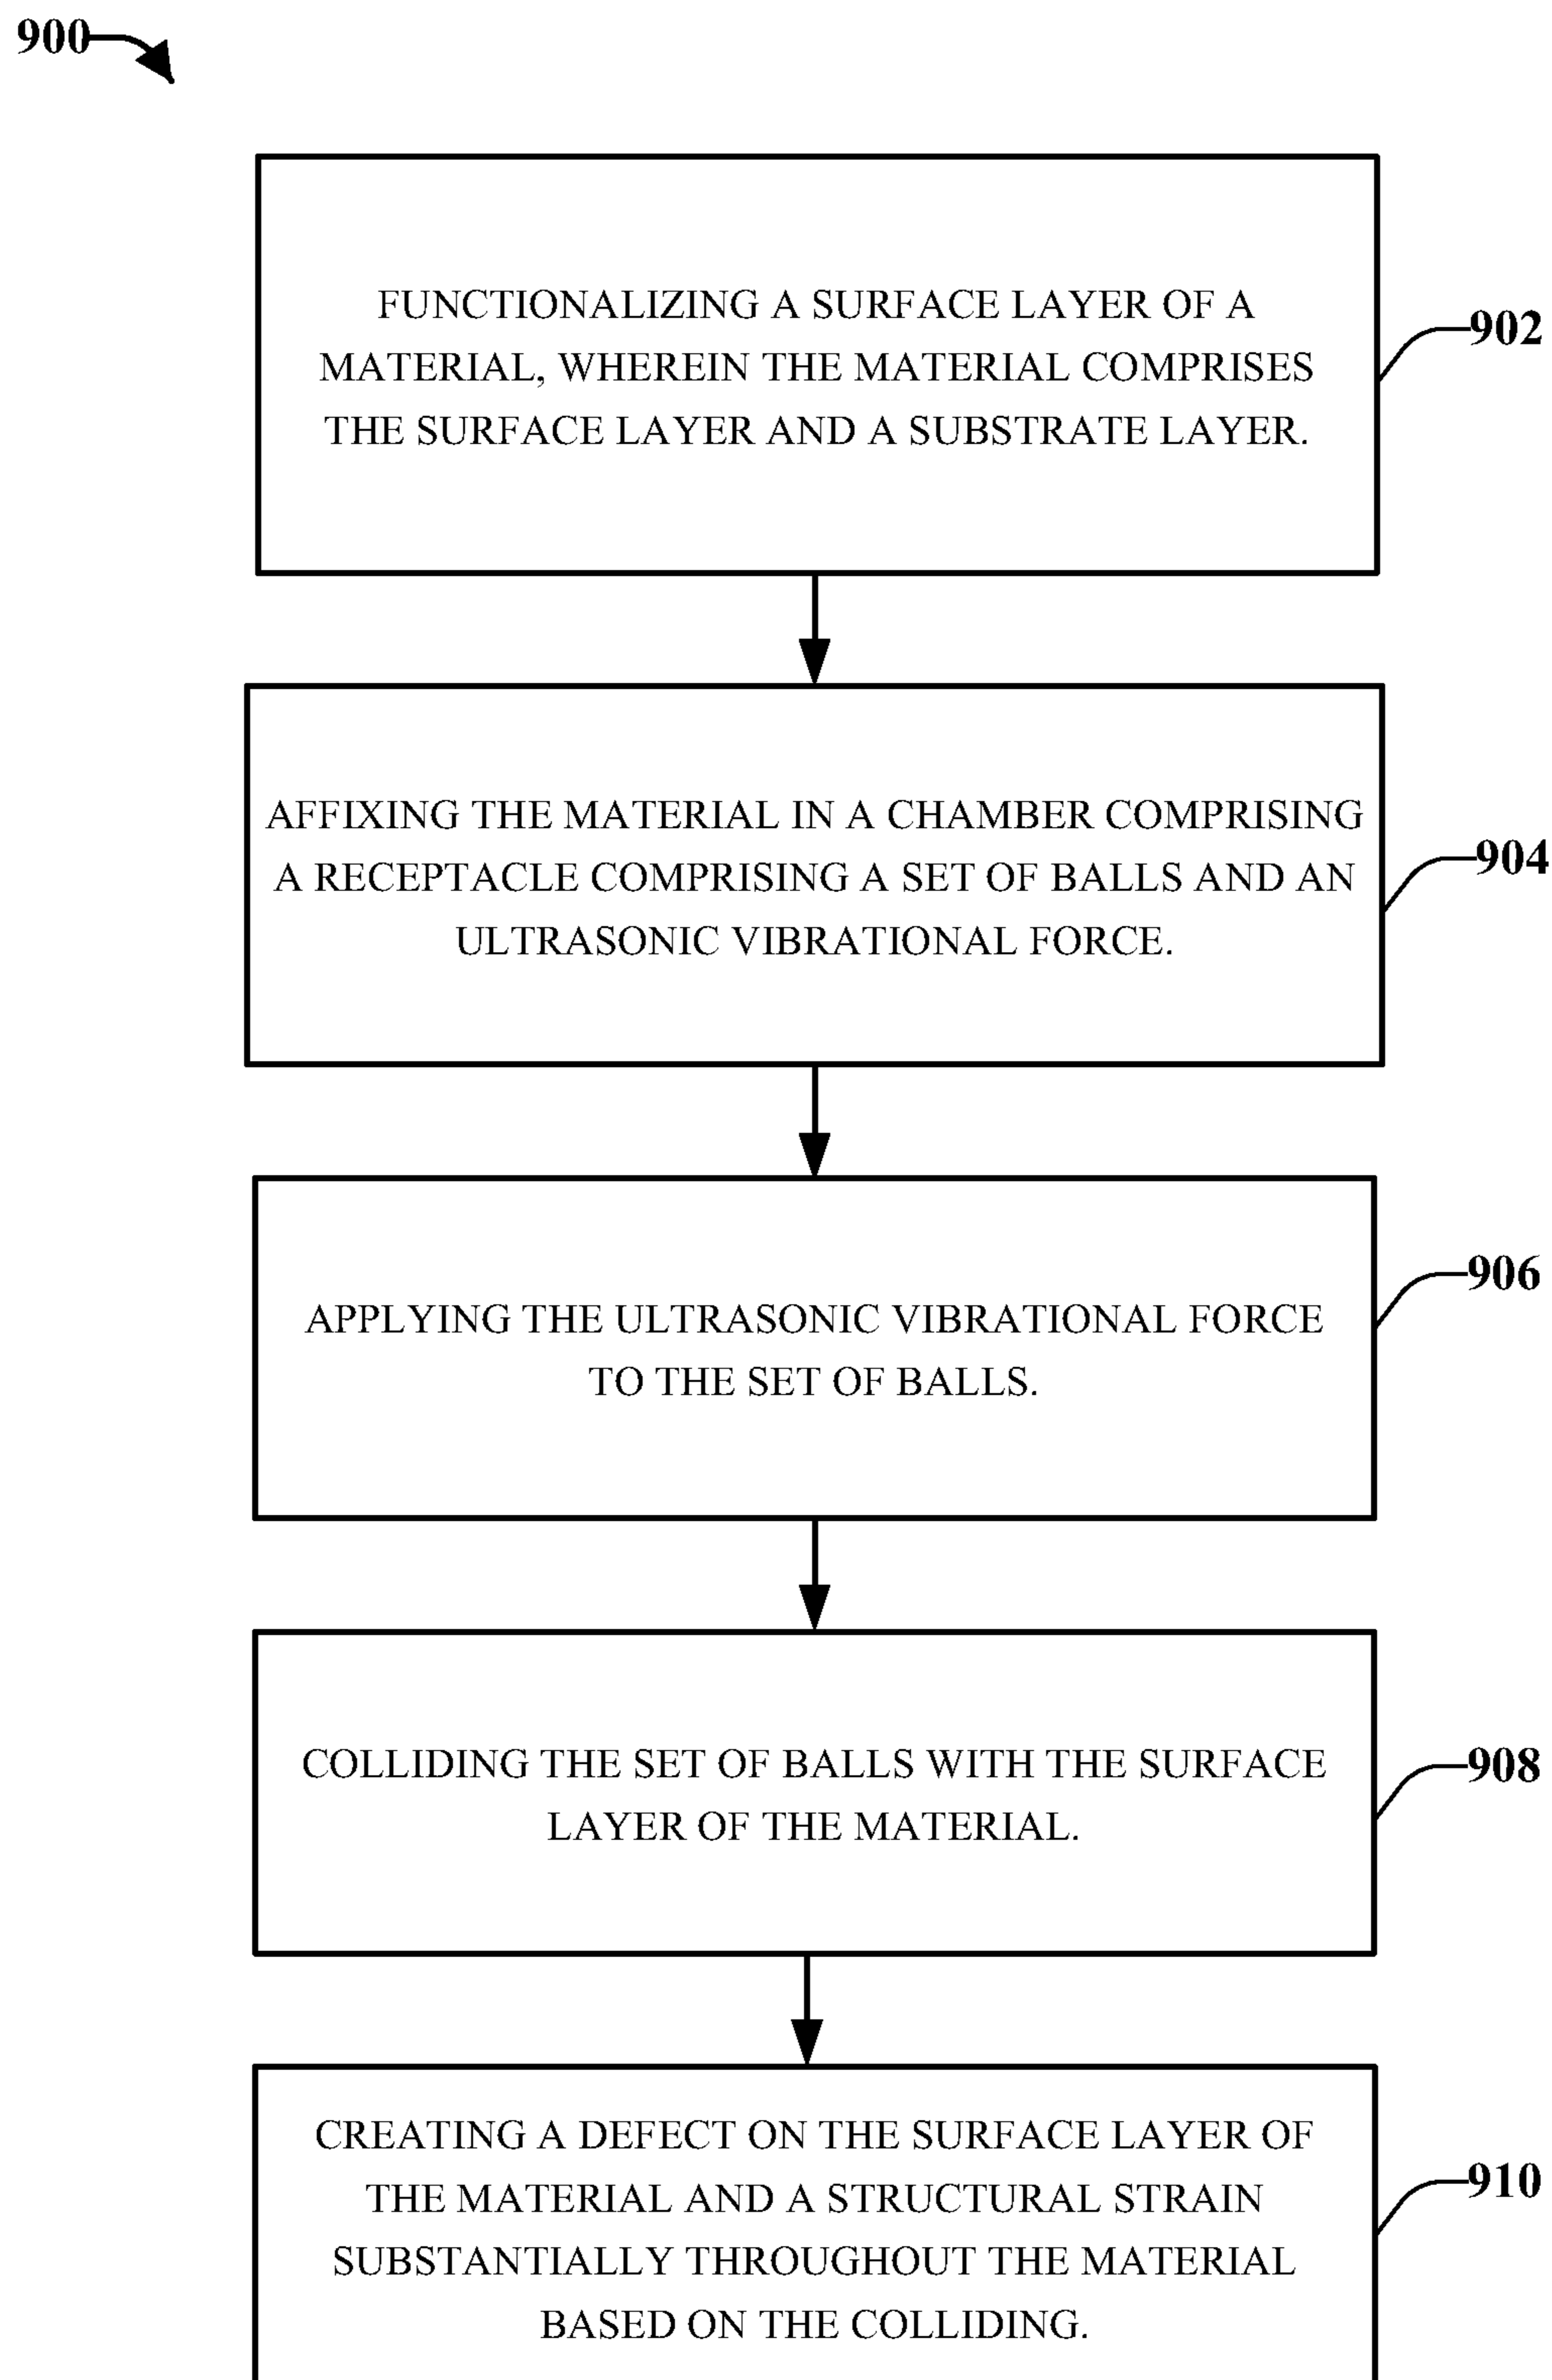 900
FUNCTIONALIZING A SURFACE LAYER OF A
MATERIAL, WHEREIN THE MATERIAL COMPRISES
THE SURFACE LAYER AND A SUBSTRATE LAYER.
902
AFFIXING THE MATERIAL IN A CHAMBER COMPRISING
A RECEPTACLE COMPRISING A SET OF BALLS AND AN
ULTRASONIC VIBRATIONAL FORCE.
904
APPLYING THE ULTRASONIC VIBRATIONAL FORCE
TO THE SET OF BALLS.
906
COLLIDING THE SET OF BALLS WITH THE SURFACE
LAYER OF THE MATERIAL.
908
CREATING A DEFECT ON THE SURFACE LAYER OF
THE MATERIAL AND A STRUCTURAL STRAIN
SUBSTANTIALLY THROUGHOUT THE MATERIAL
BASED ON THE COLLIDING.
910